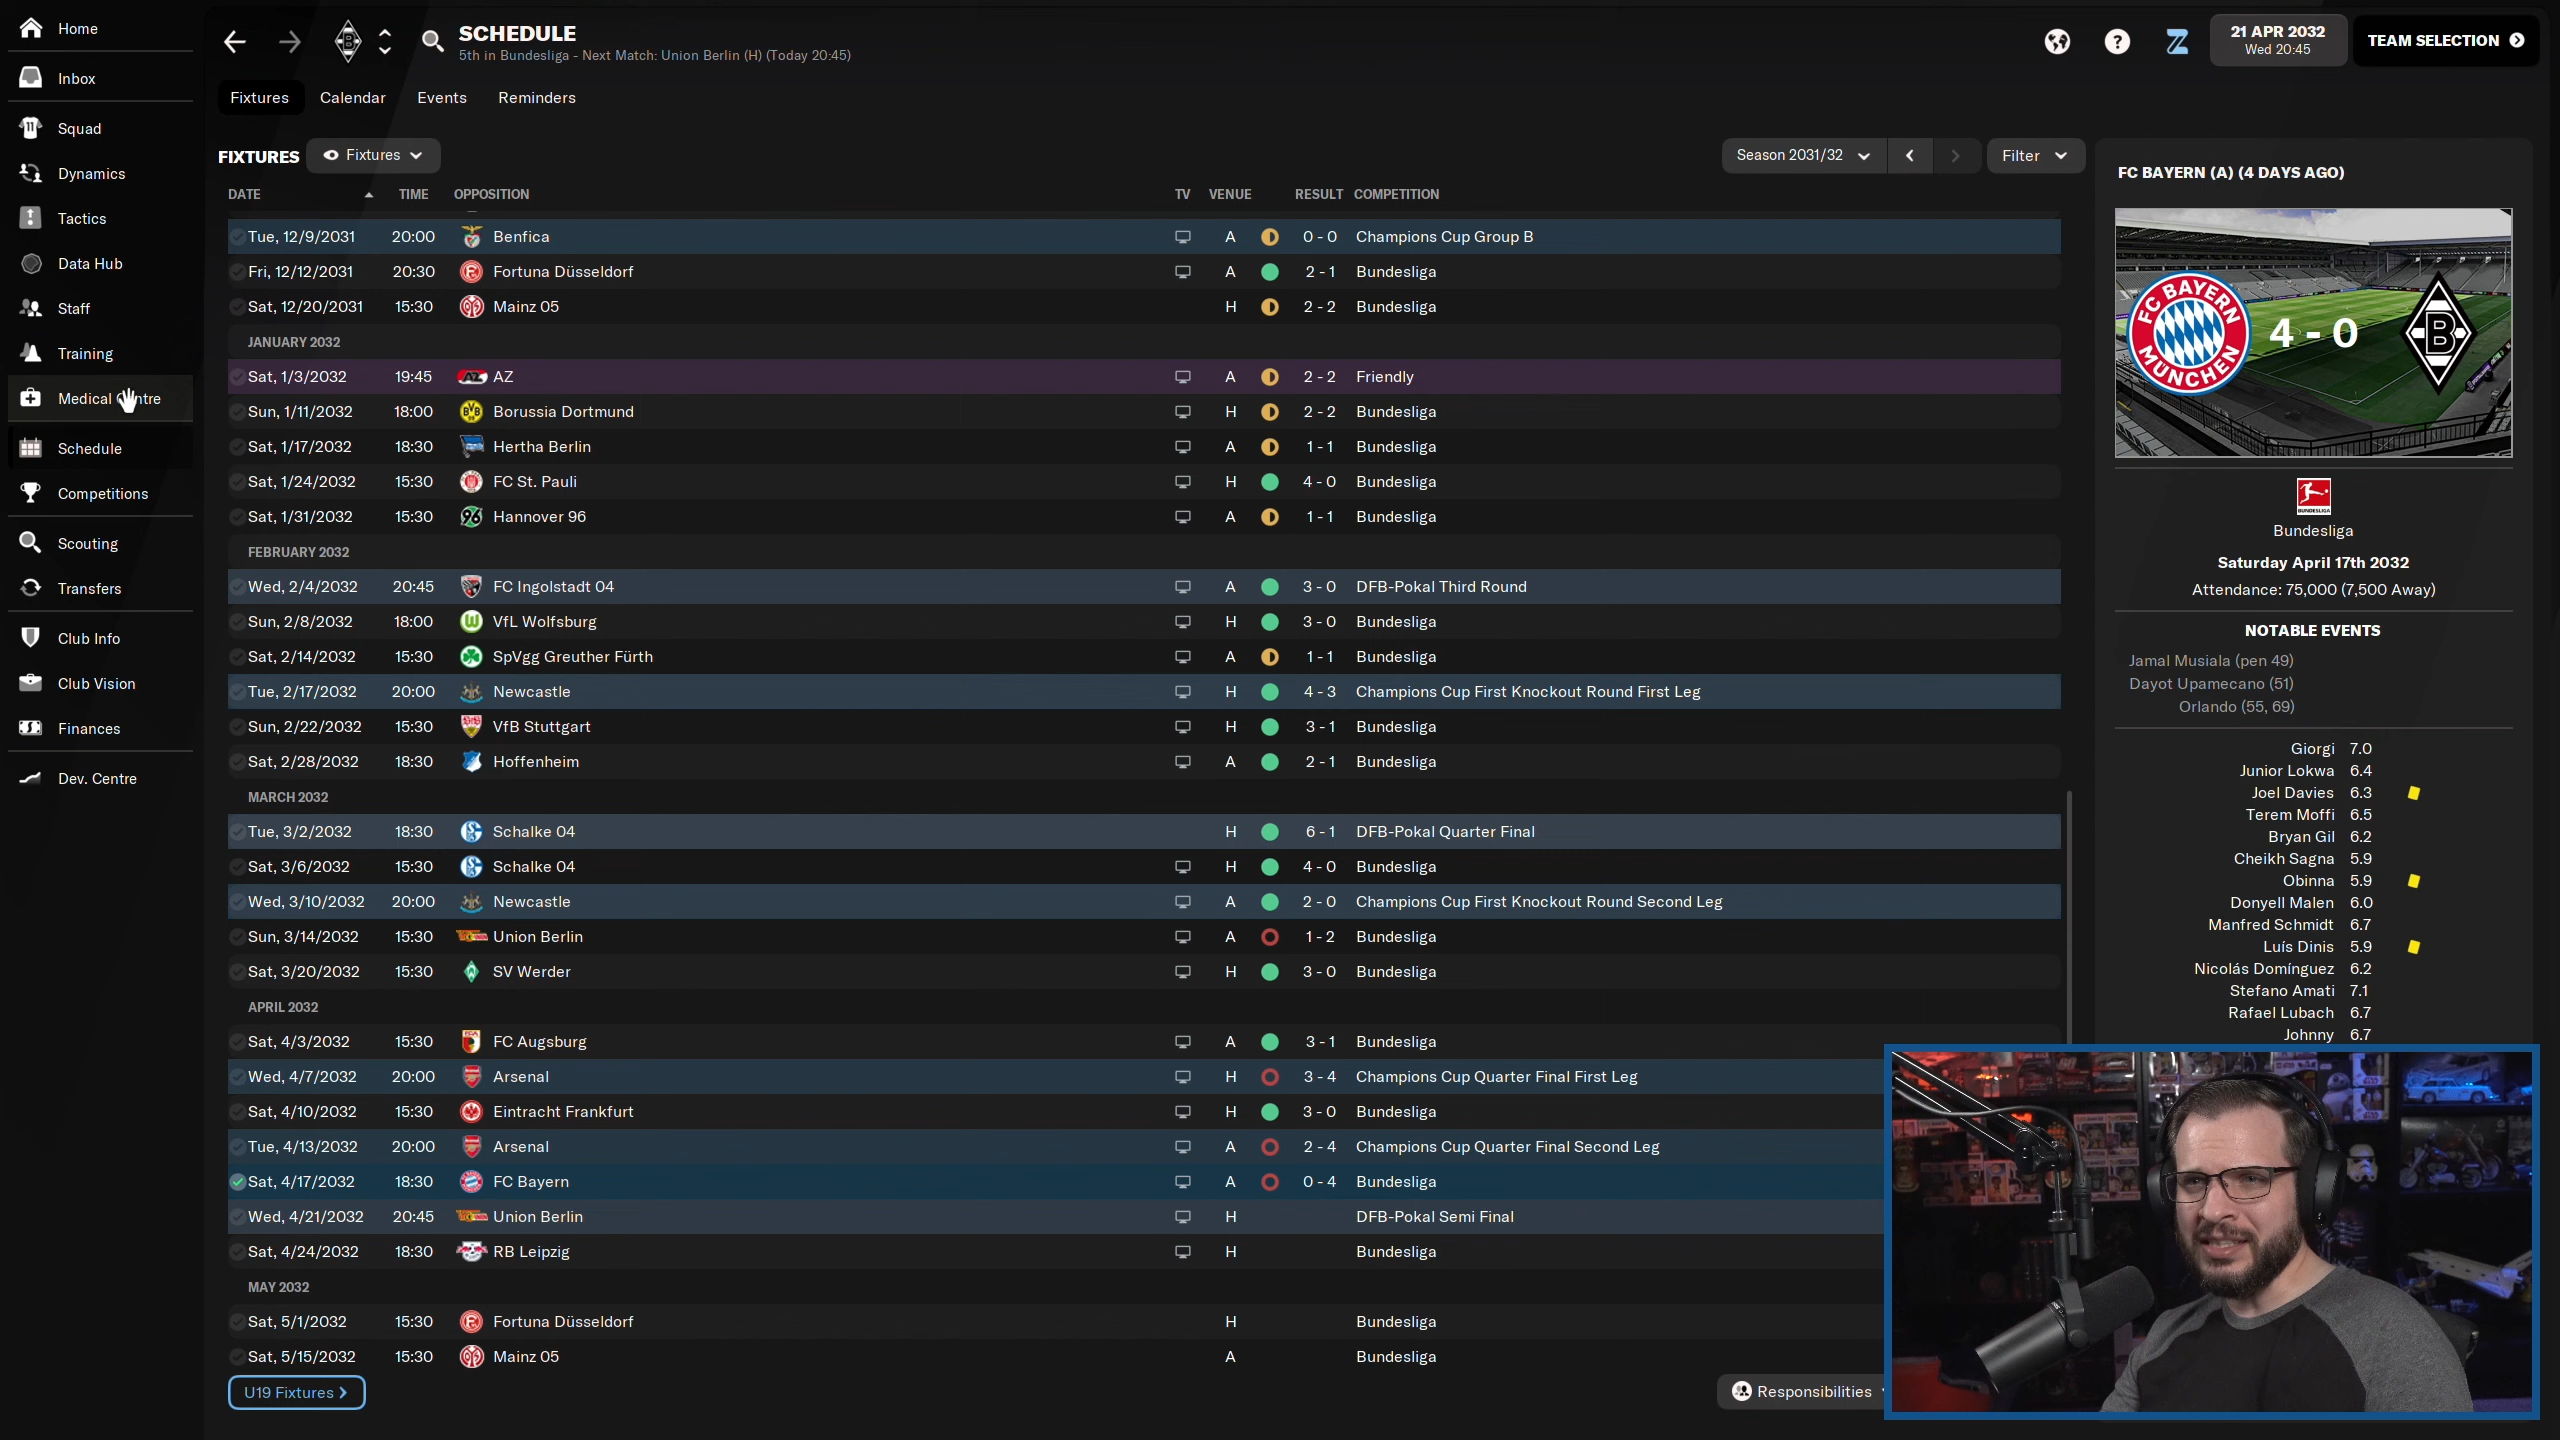 Home
Inbox
Squad
Dynamics
Tactics
Data Hub
Staff
Training
Medical Centre
Schedule
Competitions
Scouting
Transfers
Club Info
Club Vision
Finances
Dev. Centre
SCHEDULE
5th in Bundesliga - Next Match: Union Berlin (H) (Today 20:45)
21 APR 2032
Wed 20:45
TEAM SELECTION
Fixtures Calendar Events Reminders
FIXTURES Fixtures Season 2031/32 Filter
DATE TIME OPPOSITION TV VENUE RESULT COMPETITION
Tue, 12/9/2031 20:00 Benfica A 0 - 0 Champions Cup Group B
Fri, 12/12/2031 20:30 Fortuna Düsseldorf A 2 - 1 Bundesliga
Sat, 12/20/2031 15:30 Mainz 05 H 2 - 2 Bundesliga
JANUARY 2032
Sat, 1/3/2032 19:45 AZ A 2 - 2 Friendly
Sun, 1/11/2032 18:00 Borussia Dortmund H 2 - 2 Bundesliga
Sat, 1/17/2032 18:30 Hertha Berlin A 1 - 1 Bundesliga
Sat, 1/24/2032 15:30 FC St. Pauli H 4 - 0 Bundesliga
Sat, 1/31/2032 15:30 Hannover 96 A 1 - 1 Bundesliga
FEBRUARY 2032
Wed, 2/4/2032 20:45 FC Ingolstadt 04 A 3 - 0 DFB-Pokal Third Round
Sun, 2/8/2032 18:00 VfL Wolfsburg H 3 - 0 Bundesliga
Sat, 2/14/2032 15:30 SpVgg Greuther Fürth A 1 - 1 Bundesliga
Tue, 2/17/2032 20:00 Newcastle H 4 - 3 Champions Cup First Knockout Round First Leg
Sun, 2/22/2032 15:30 VfB Stuttgart H 3 - 1 Bundesliga
Sat, 2/28/2032 18:30 Hoffenheim A 2 - 1 Bundesliga
MARCH 2032
Tue, 3/2/2032 18:30 Schalke 04 H 6 - 1 DFB-Pokal Quarter Final
Sat, 3/6/2032 15:30 Schalke 04 H 4 - 0 Bundesliga
Wed, 3/10/2032 20:00 Newcastle A 2 - 0 Champions Cup First Knockout Round Second Leg
Sun, 3/14/2032 15:30 Union Berlin A 1 - 2 Bundesliga
Sat, 3/20/2032 15:30 SV Werder H 3 - 0 Bundesliga
APRIL 2032
Sat, 4/3/2032 15:30 FC Augsburg A 3 - 1 Bundesliga
Wed, 4/7/2032 20:00 Arsenal H 3 - 4 Champions Cup Quarter Final First Leg
Sat, 4/10/2032 15:30 Eintracht Frankfurt H 3 - 0 Bundesliga
Tue, 4/13/2032 20:00 Arsenal A 2 - 4 Champions Cup Quarter Final Second Leg
Sat, 4/17/2032 18:30 FC Bayern A 0 - 4 Bundesliga
Wed, 4/21/2032 20:45 Union Berlin H DFB-Pokal Semi Final
Sat, 4/24/2032 18:30 RB Leipzig H Bundesliga
MAY 2032
Sat, 5/1/2032 15:30 Fortuna Düsseldorf H Bundesliga
Sat, 5/15/2032 15:30 Mainz 05 A Bundesliga
U19 Fixtures
Responsibilities
FC BAYERN (A) (4 DAYS AGO)
FC BAYERN MÜNCHEN
4 - 0
B
BUNDESLIGA
Bundesliga
Saturday April 17th 2032
Attendance: 75,000 (7,500 Away)
NOTABLE EVENTS
Jamal Musiala (pen 49)
Dayot Upamecano (51)
Orlando (55, 69)
Giorgi 7.0
Junior Lokwa 6.4
Joel Davies 6.3
Terem Moffi 6.5
Bryan Gil 6.2
Cheikh Sagna 5.9
Obinna 5.9
Donyell Malen 6.0
Manfred Schmidt 6.7
Luís Dinis 5.9
Nicolás Domínguez 6.2
Stefano Amati 7.1
Rafael Lubach 6.7
Johnny 6.7